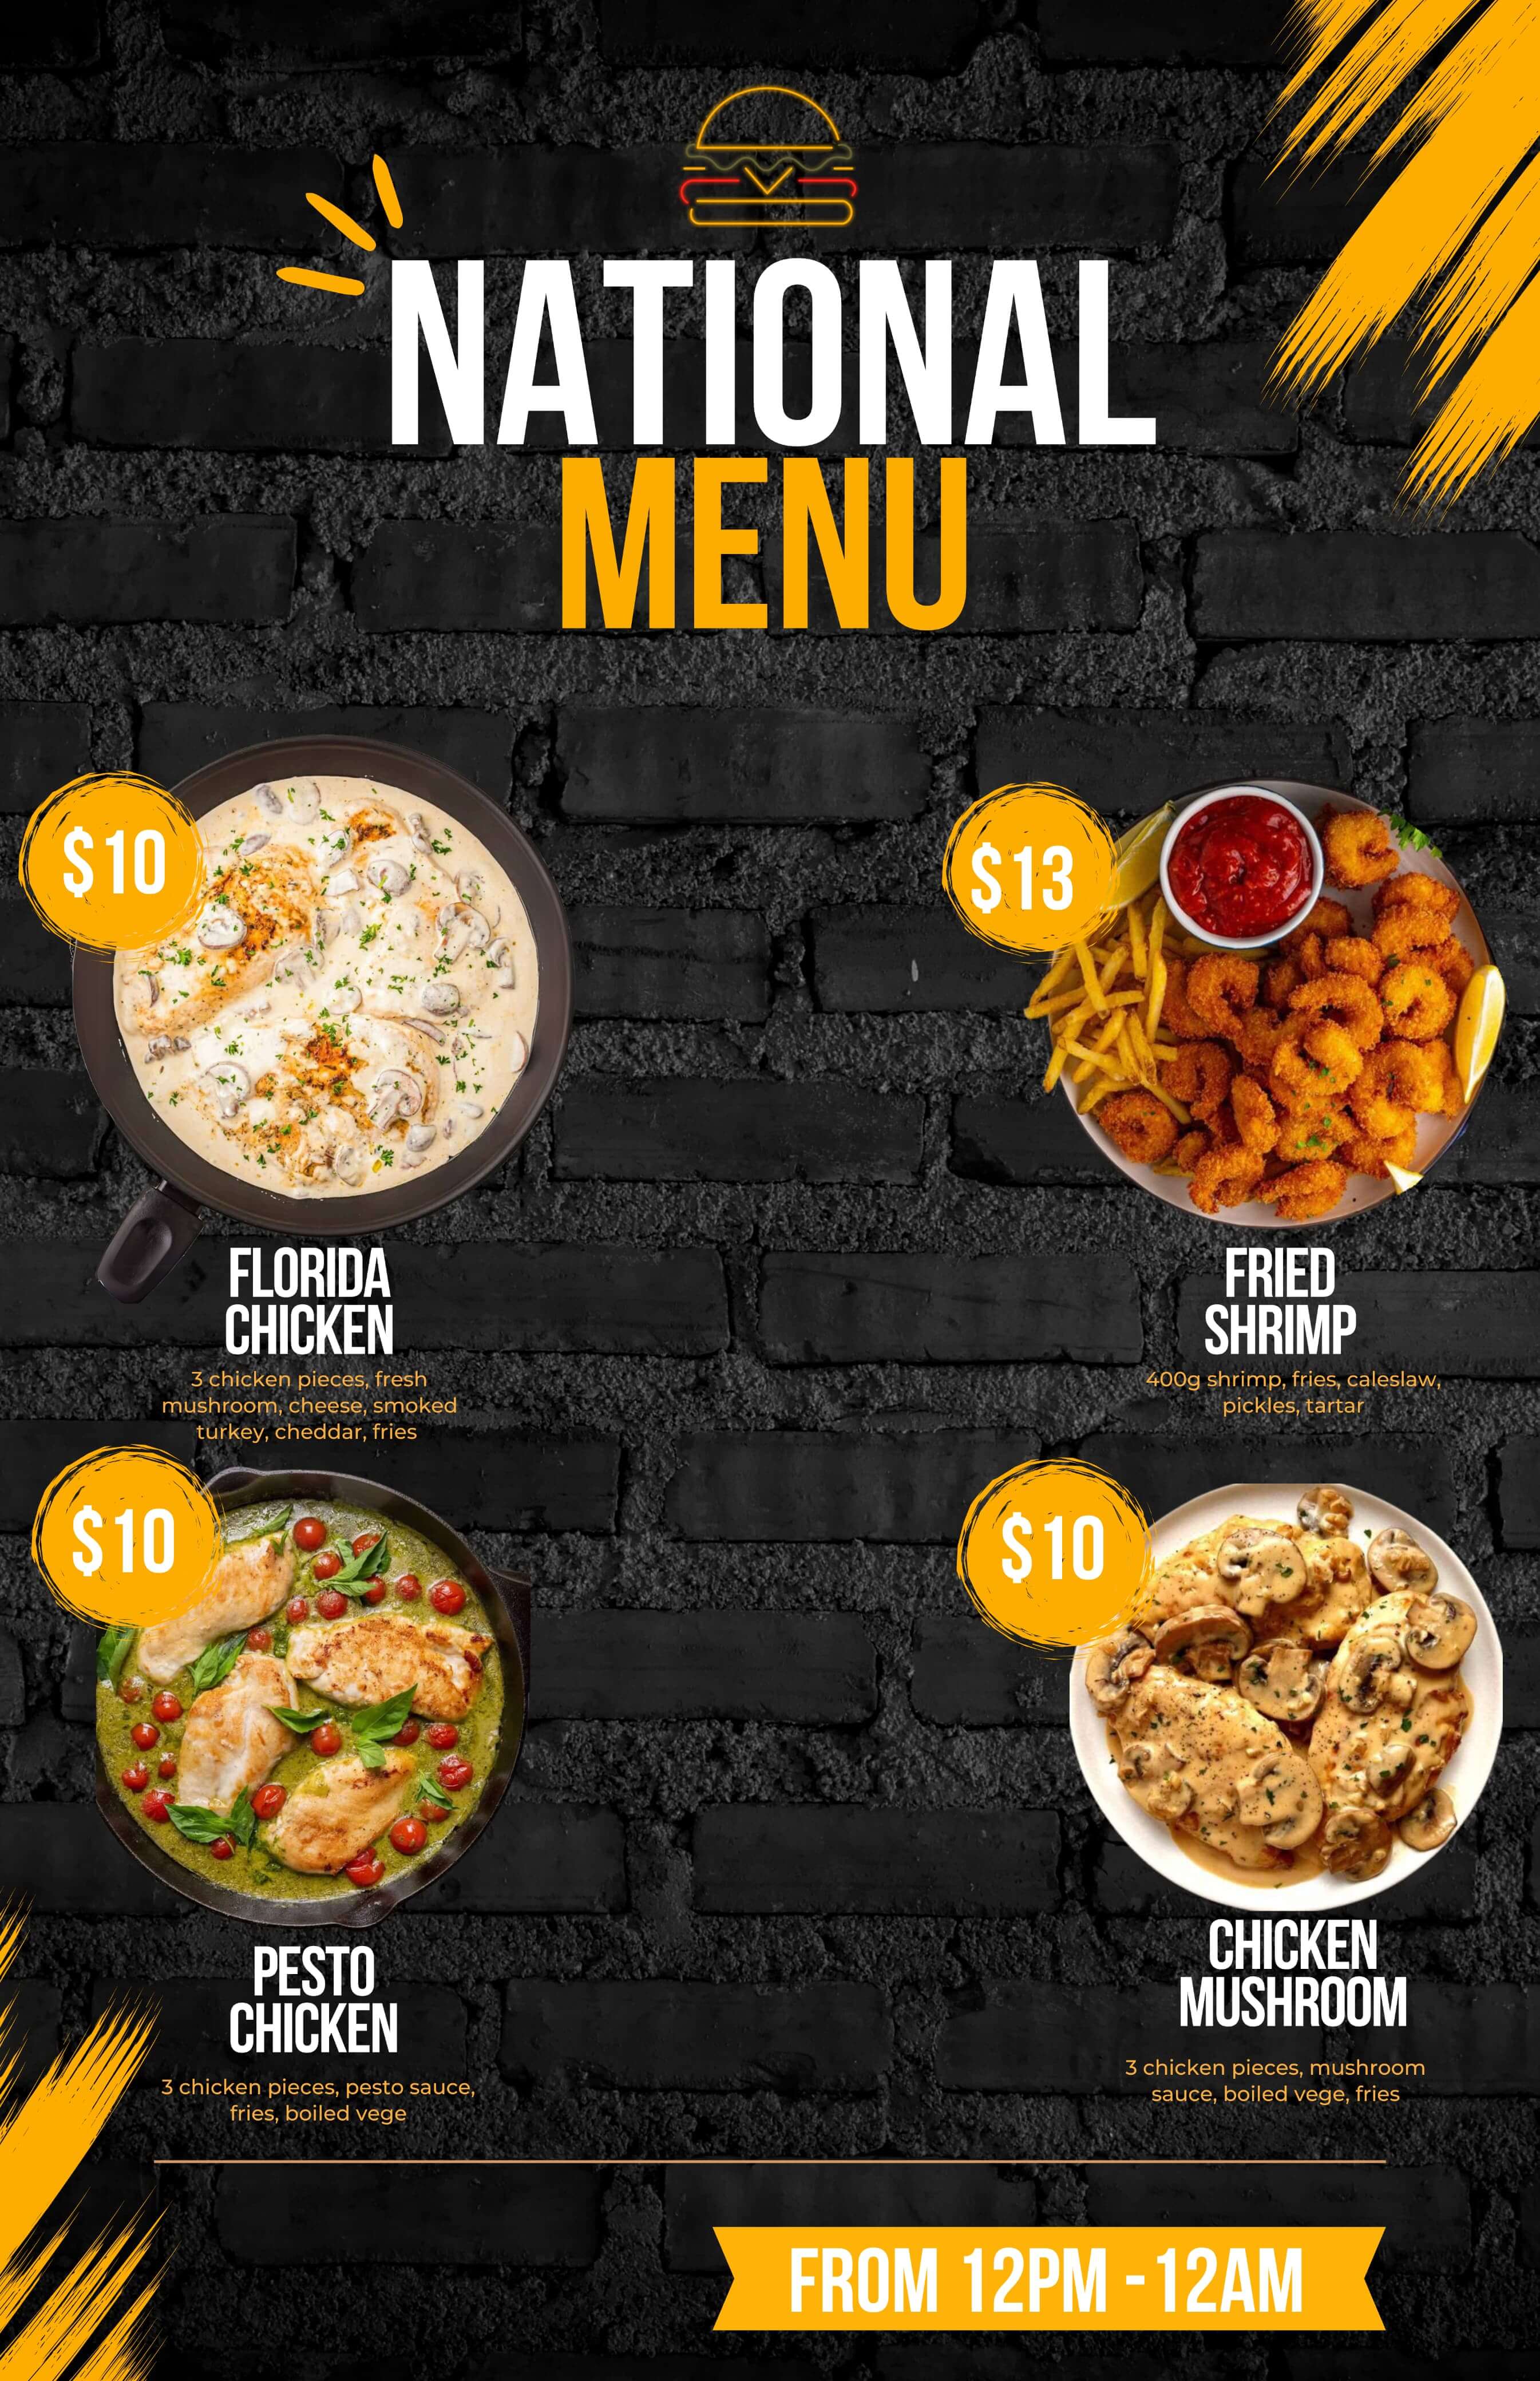 NATIONAL
MENU
$10
FLORIDA
CHICKEN
3 chicken pieces, fresh
mushroom, cheese, smoked
turkey, cheddar, fries
$13
FRIED
SHRIMP
400g shrimp, fries, caleslaw,
pickles, tartar
$10
PESTO
CHICKEN
3 chicken pieces, pesto sauce,
fries, boiled vege
$10
CHICKEN
MUSHROOM
3 chicken pieces, mushroom
sauce, boiled vege, fries
FROM 12PM -12AM